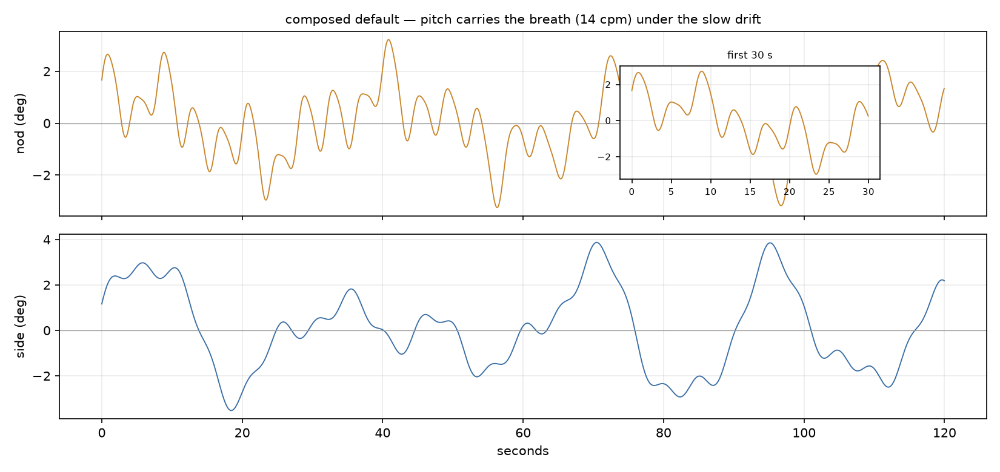 composed default — pitch carries the breath (14 cpm) under the slow drift
nod (deg)
2
0
−2
first 30 s
2
0
−2
0 5 10 15 20 25 30
side (deg)
4
2
0
−2
0 20 40 60 80 100 120
seconds